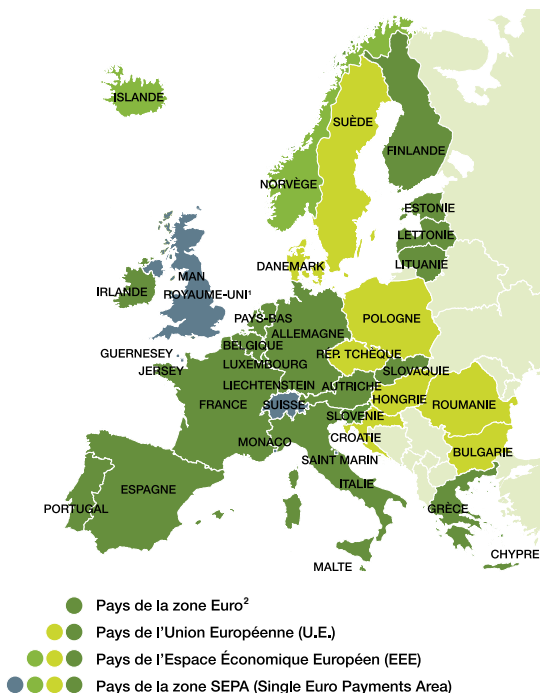 ISLANDE
SUÈDE
FINLANDE
NORVÈGE
ESTONIE
LETTONIE
LITUANIE
DANEMARK
MAN
ROYAUME-UNI¹
IRLANDE
PAYS-BAS
POLOGNE
ALLEMAGNE
BELGIQUE
RÉP. TCHÈQUE
GUERNESEY
LUXEMBOURG
SLOVAQUIE
JERSEY
LIECHTENSTEIN
AUTRICHE
FRANCE
SUISSE
HONGRIE
ROUMANIE
SLOVENIE
MONACO
CROATIE
BULGARIE
SAINT MARIN
ESPAGNE
ITALIE
PORTUGAL
GRÈCE
CHYPRE
MALTE
Pays de la zone Euro²
Pays de l'Union Européenne (U.E.)
Pays de l'Espace Économique Européen (EEE)
Pays de la zone SEPA (Single Euro Payments Area)